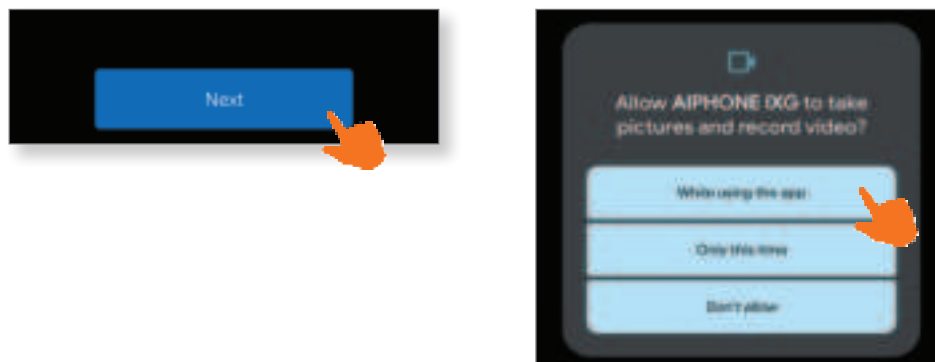 Next
Allow AIPHONE IXG to take
pictures and record video?
While using the app
Only this time
Don't allow